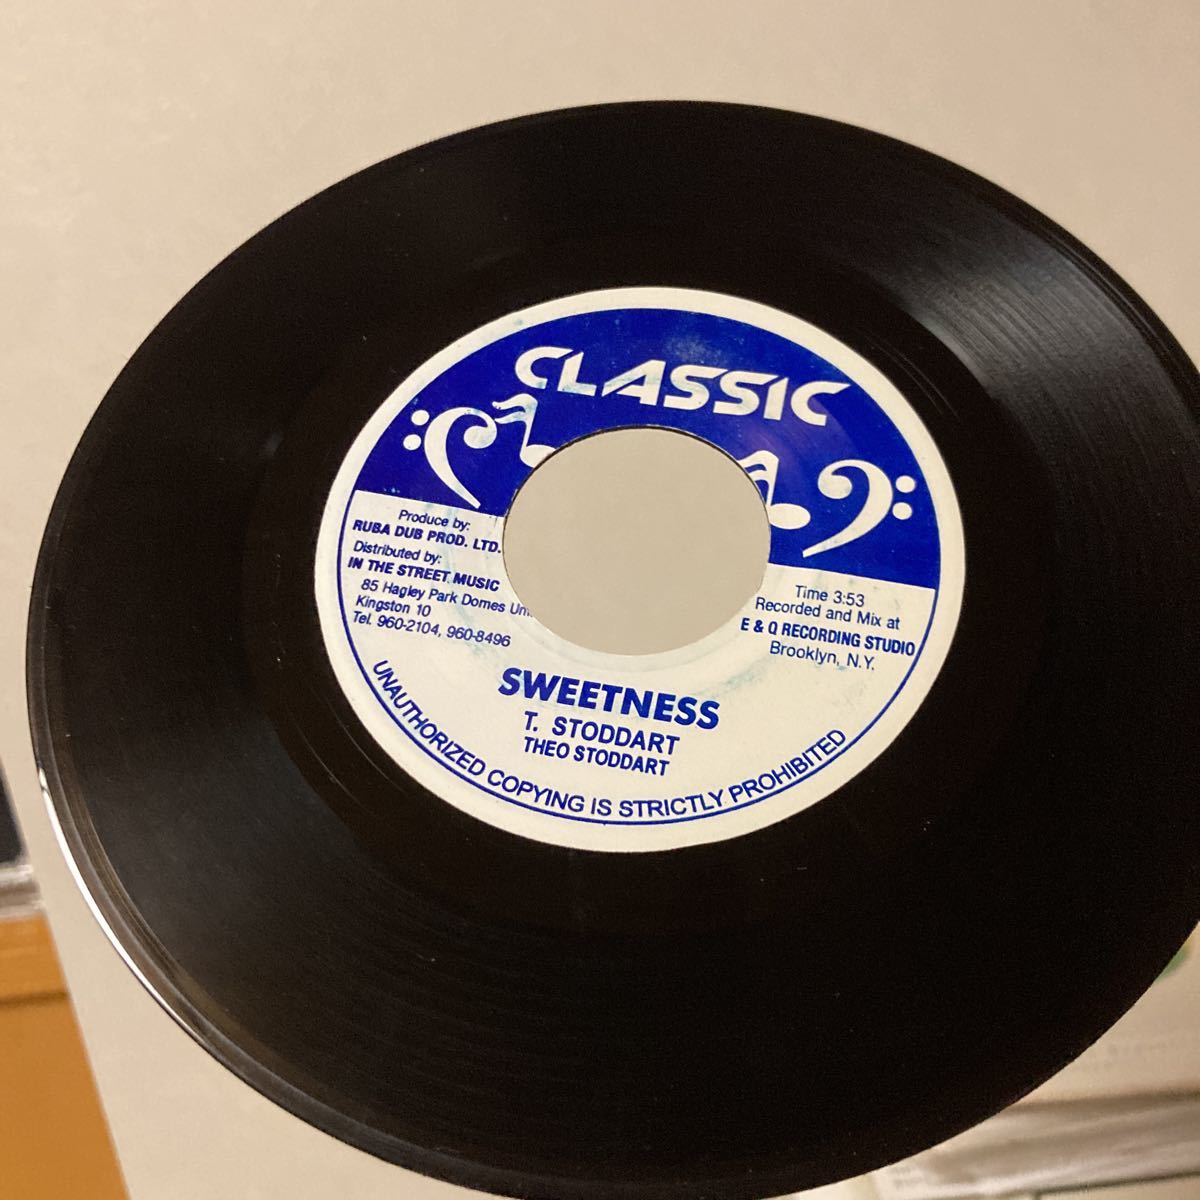 CLASSIC
Produce by:
RUBA DUB PROD. LTD.
Distributed by:
IN THE STREET MUSIC
85 Hagley Park Domes
Kingston 10
Tel. 960-2104, 960-8496
Time 3:53
Recorded and Mix at
E & Q RECORDING STUDIO
Brooklyn, N.Y.
SWEETNESS
T. STODDART
THEO STODDART
UNAUTHORIZED COPYING IS STRICTLY PROHIBITED